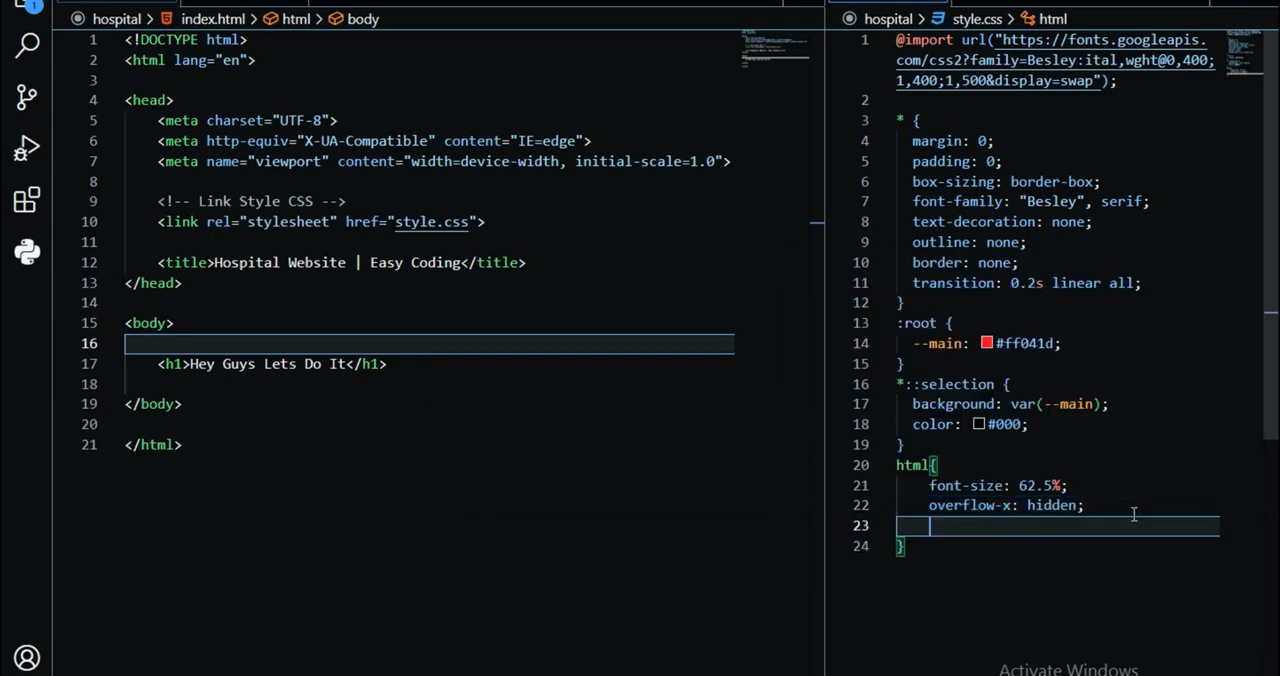 1
hospital > index.html > html > body
1 <!DOCTYPE html>
2 <html lang="en">
3
4 <head>
5 <meta charset="UTF-8">
6 <meta http-equiv="X-UA-Compatible" content="IE=edge">
7 <meta name="viewport" content="width=device-width, initial-scale=1.0">
8
9 <!-- Link Style CSS -->
10 <link rel="stylesheet" href="style.css">
11
12 <title>Hospital Website | Easy Coding</title>
13 </head>
14
15 <body>
16
17 <h1>Hey Guys Lets Do It</h1>
18
19 </body>
20
21 </html>
hospital > style.css > html
1 @import url("https://fonts.googleapis.
com/css2?family=Besley:ital,wght@0,400;
1,400;1,500&display=swap");
2
3 * {
4 margin: 0;
5 padding: 0;
6 box-sizing: border-box;
7 font-family: "Besley", serif;
8 text-decoration: none;
9 outline: none;
10 border: none;
11 transition: 0.2s linear all;
12 }
13 :root {
14 --main: #ff041d;
15 }
16 *::selection {
17 background: var(--main);
18 color: #000;
19 }
20 html{
21 font-size: 62.5%;
22 overflow-x: hidden;
23
24 }
Activate Windows